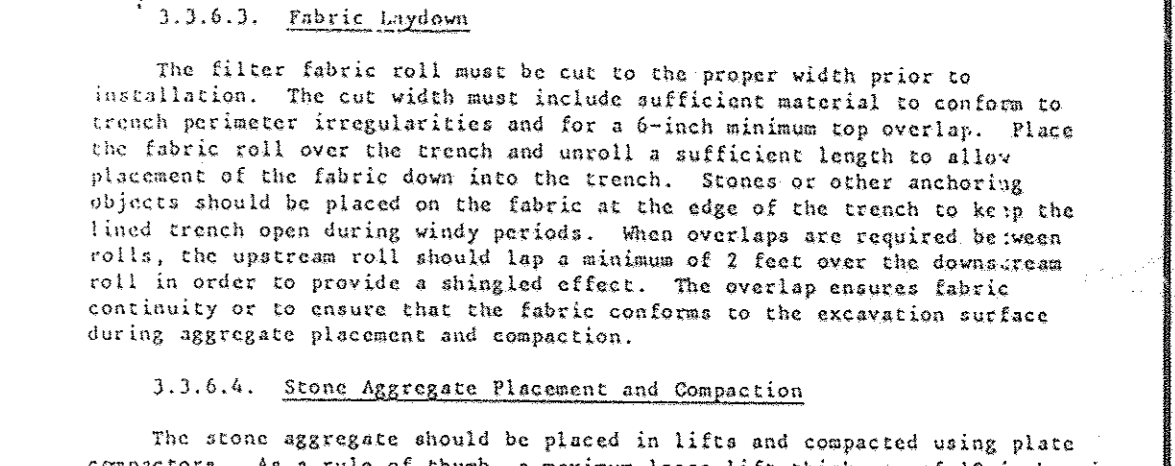 3.3.6.3. Fabric Laydown
The filter fabric roll must be cut to the proper width prior to
installation. The cut width must include sufficient material to conform to
trench perimeter irregularities and for a 6-inch minimum top overlap. Place
the fabric roll over the trench and unroll a sufficient length to allow
placement of the fabric down into the trench. Stones or other anchoring
objects should be placed on the fabric at the edge of the trench to keep the
lined trench open during windy periods. When overlaps are required between
rolls, the upstream roll should lap a minimum of 2 feet over the downstream
roll in order to provide a shingled effect. The overlap ensures fabric
continuity or to ensure that the fabric conforms to the excavation surface
during aggregate placement and compaction.
3.3.6.4. Stone Aggregate Placement and Compaction
The stone aggregate should be placed in lifts and compacted using plate
compactors. As a rule of thumb, a maximum loose lift